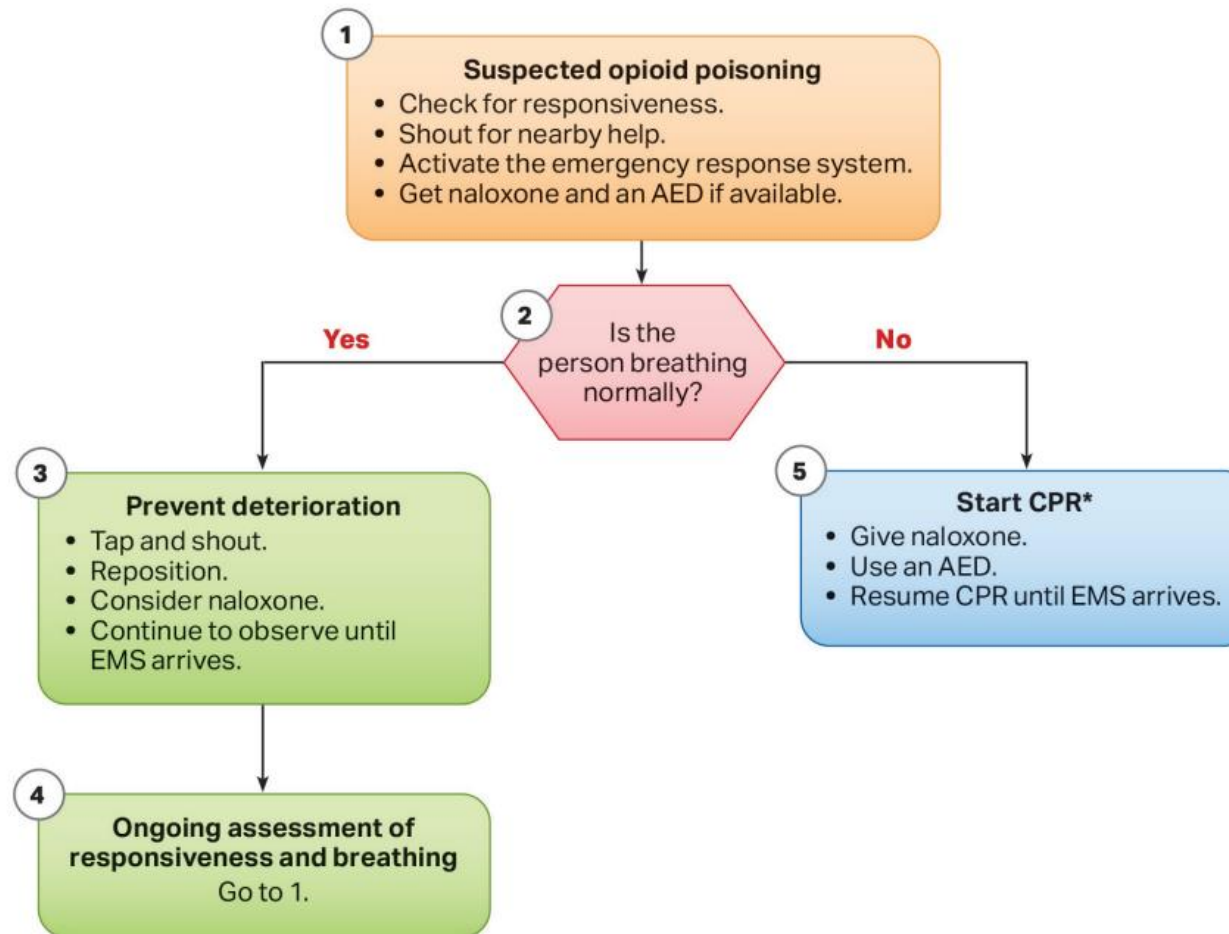 1
Suspected opioid poisoning
• Check for responsiveness.
• Shout for nearby help.
• Activate the emergency response system.
• Get naloxone and an AED if available.
2
Is the
person breathing
normally?
Yes
No
3
Prevent deterioration
• Tap and shout.
• Reposition.
• Consider naloxone.
• Continue to observe until
EMS arrives.
4
Ongoing assessment of
responsiveness and breathing
Go to 1.
5
Start CPR*
• Give naloxone.
• Use an AED.
• Resume CPR until EMS arrives.